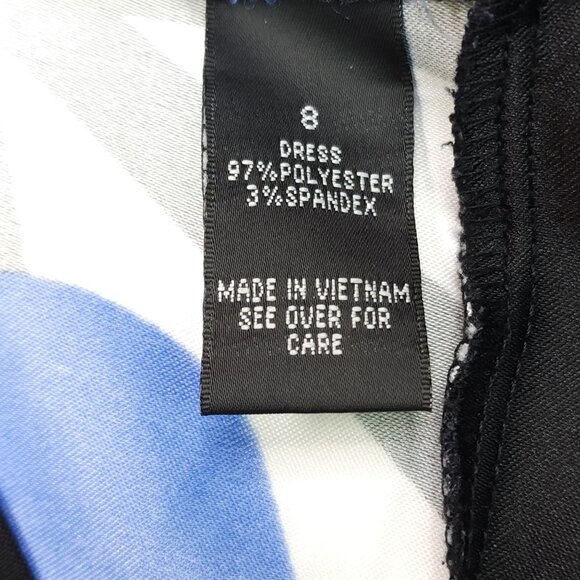 8
DRESS
97%POLYESTER
3%SPANDEX
MADE IN VIETNAM
SEE OVER FOR
CARE